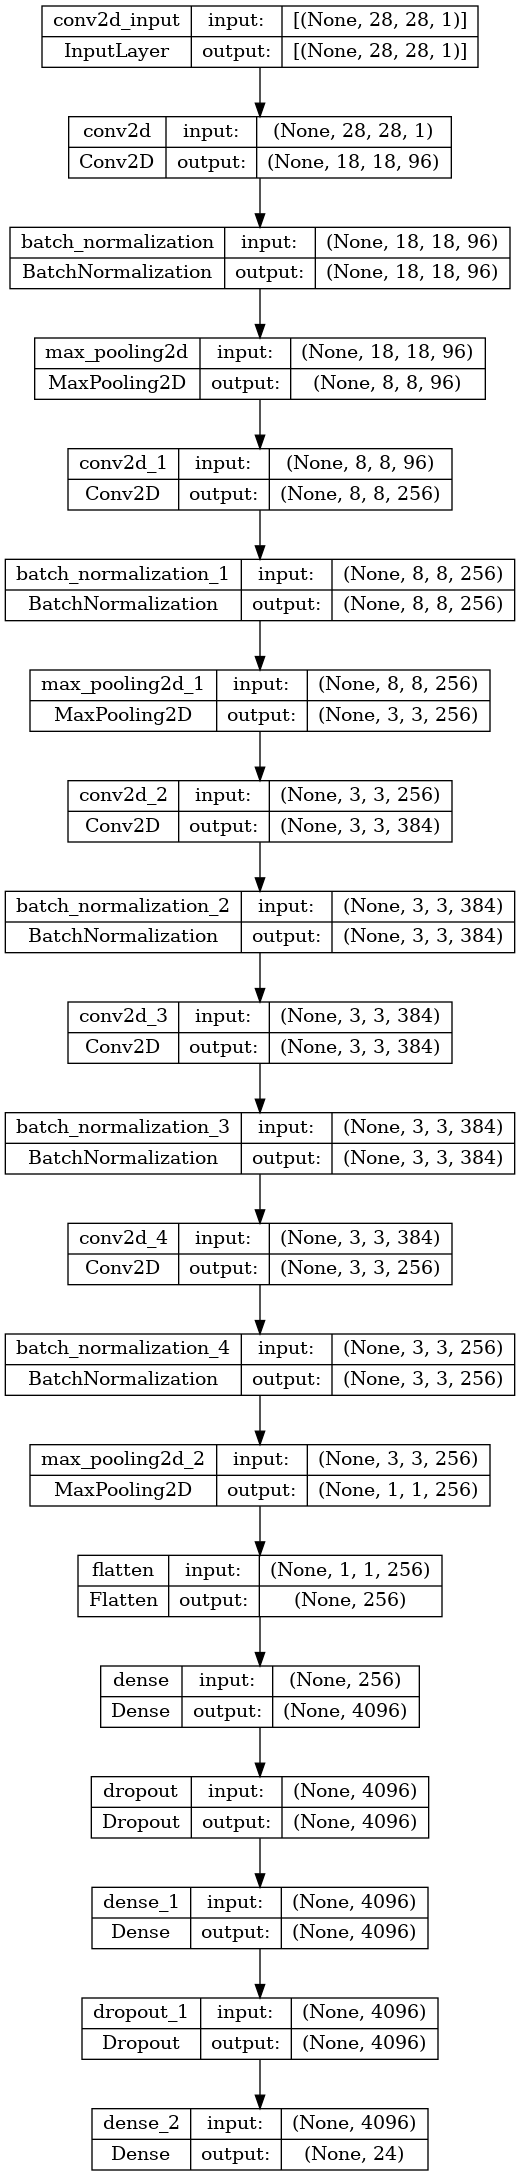 conv2d_input input: [(None, 28, 28, 1)]
InputLayer output: [(None, 28, 28, 1)]
conv2d input: (None, 28, 28, 1)
Conv2D output: (None, 18, 18, 96)
batch_normalization input: (None, 18, 18, 96)
BatchNormalization output: (None, 18, 18, 96)
max_pooling2d input: (None, 18, 18, 96)
MaxPooling2D output: (None, 8, 8, 96)
conv2d_1 input: (None, 8, 8, 96)
Conv2D output: (None, 8, 8, 256)
batch_normalization_1 input: (None, 8, 8, 256)
BatchNormalization output: (None, 8, 8, 256)
max_pooling2d_1 input: (None, 8, 8, 256)
MaxPooling2D output: (None, 3, 3, 256)
conv2d_2 input: (None, 3, 3, 256)
Conv2D output: (None, 3, 3, 384)
batch_normalization_2 input: (None, 3, 3, 384)
BatchNormalization output: (None, 3, 3, 384)
conv2d_3 input: (None, 3, 3, 384)
Conv2D output: (None, 3, 3, 384)
batch_normalization_3 input: (None, 3, 3, 384)
BatchNormalization output: (None, 3, 3, 384)
conv2d_4 input: (None, 3, 3, 384)
Conv2D output: (None, 3, 3, 256)
batch_normalization_4 input: (None, 3, 3, 256)
BatchNormalization output: (None, 3, 3, 256)
max_pooling2d_2 input: (None, 3, 3, 256)
MaxPooling2D output: (None, 1, 1, 256)
flatten input: (None, 1, 1, 256)
Flatten output: (None, 256)
dense input: (None, 256)
Dense output: (None, 4096)
dropout input: (None, 4096)
Dropout output: (None, 4096)
dense_1 input: (None, 4096)
Dense output: (None, 4096)
dropout_1 input: (None, 4096)
Dropout output: (None, 4096)
dense_2 input: (None, 4096)
Dense output: (None, 24)